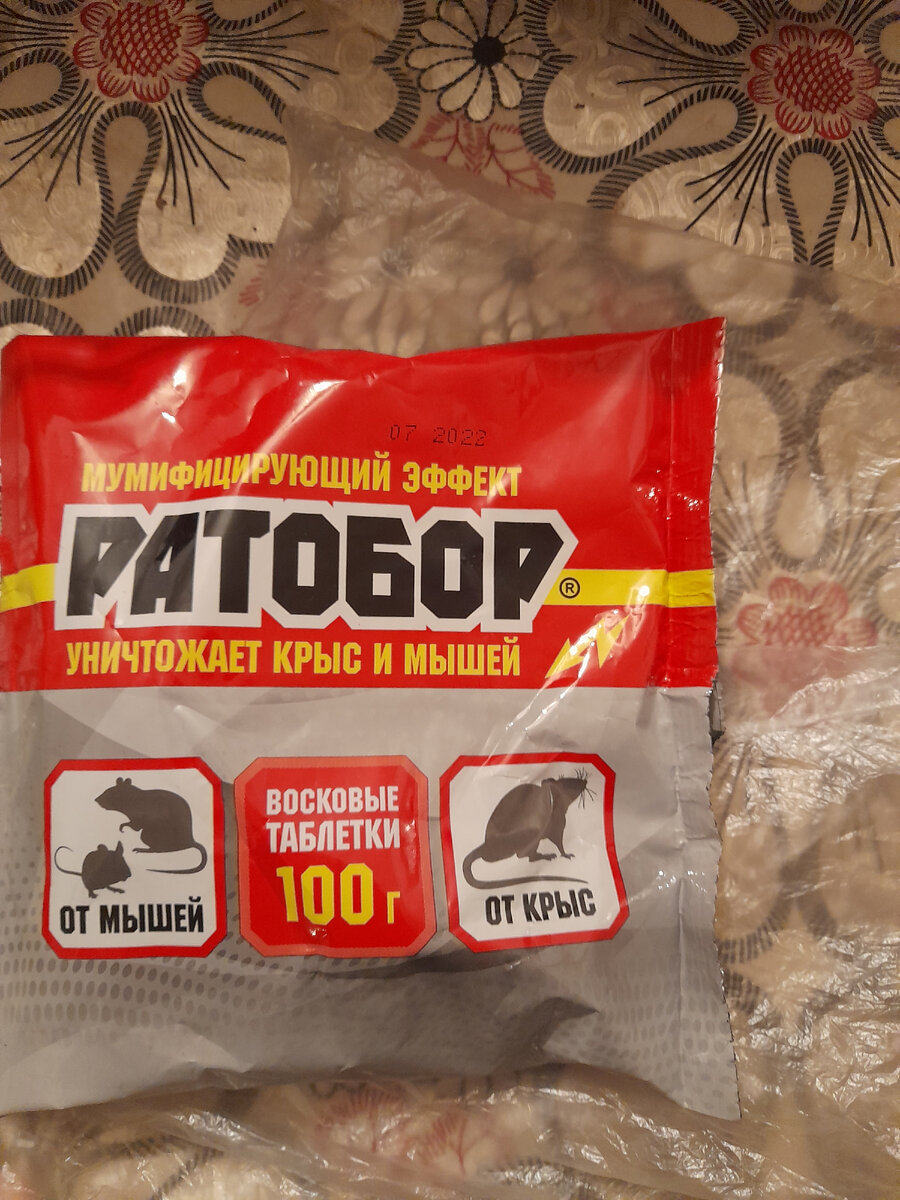 07 2022
МУМИФИЦИРУЮЩИЙ ЭФФЕКТ
РАТОБОР®
УНИЧТОЖАЕТ КРЫС И МЫШЕЙ
ОТ МЫШЕЙ
ВОСКОВЫЕ
ТАБЛЕТКИ
100 г
ОТ КРЫС